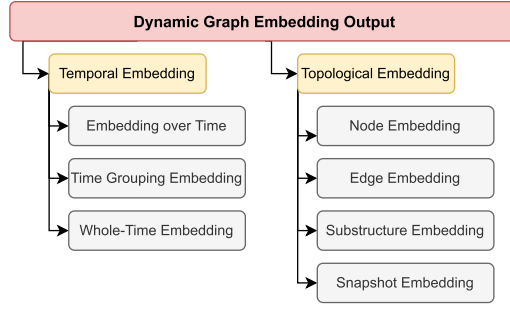 Dynamic Graph Embedding Output
Temporal Embedding
Embedding over Time
Time Grouping Embedding
Whole-Time Embedding
Topological Embedding
Node Embedding
Edge Embedding
Substructure Embedding
Snapshot Embedding